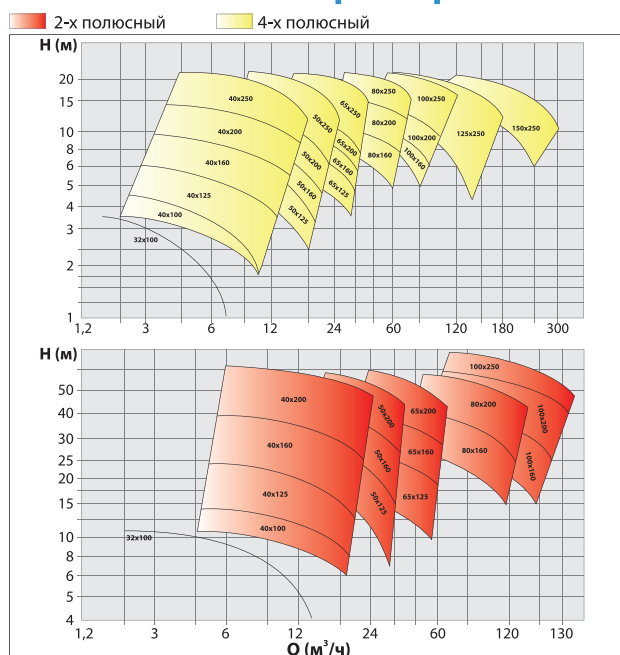 2-х полюсный 4-х полюсный
H (м)
20
15
10
8
6
5
4
3
2
1
40x250
40x200
40x160
40x125
40x100
32x100
50x250
50x200
50x160
50x125
65x250
65x200
65x160
65x125
80x250
80x200
80x160
100x250
100x200
100x160
125x250
150x250
1,2 3 6 12 24 60 120 180 300
H (м)
50
40
30
25
20
15
10
8
6
5
4
40x200
40x160
40x125
40x100
32x100
50x200
50x160
50x125
65x200
65x160
65x125
80x200
80x160
100x250
100x200
100x160
1,2 3 6 12 24 60 120 130
Q (м³/ч)